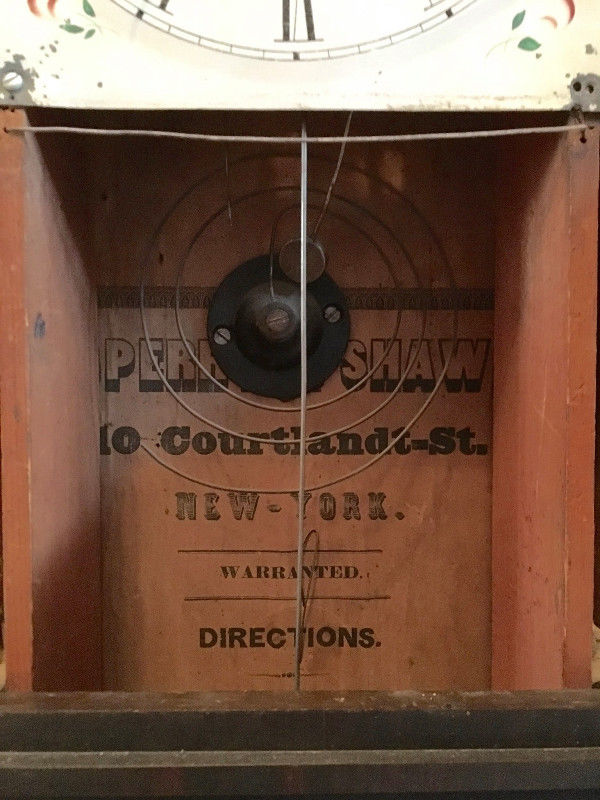 SHAW
10 Courtlandt-St.
NEW-YORK.
WARRANTED.
DIRECTIONS.